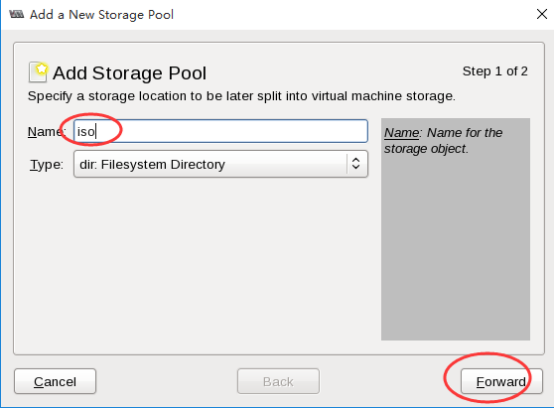 Add a New Storage Pool
Add Storage Pool
Step 1 of 2
Specify a storage location to be later split into virtual machine storage.
Name: iso
Name: Name for the
storage object.
Type: dir: Filesystem Directory
Cancel
Back
Forward